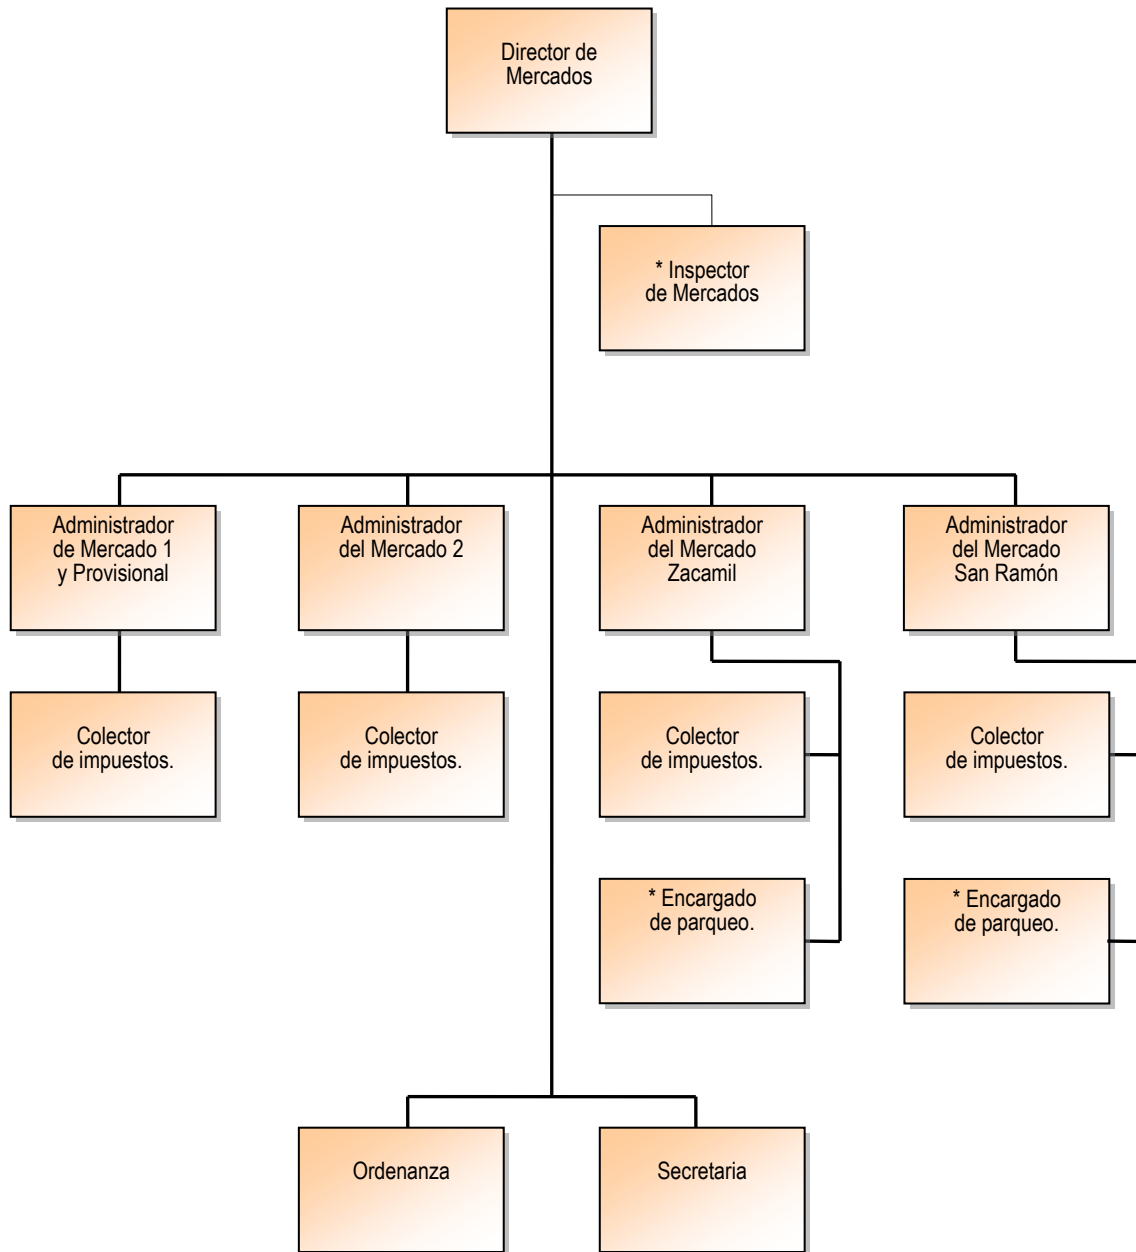 Director de
Mercados
* Inspector
de Mercados
Administrador
de Mercado 1
y Provisional
Administrador
del Mercado 2
Administrador
del Mercado
Zacamil
Administrador
del Mercado
San Ramón
Colector
de impuestos.
Colector
de impuestos.
Colector
de impuestos.
Colector
de impuestos.
* Encargado
de parqueo.
* Encargado
de parqueo.
Ordenanza
Secretaria